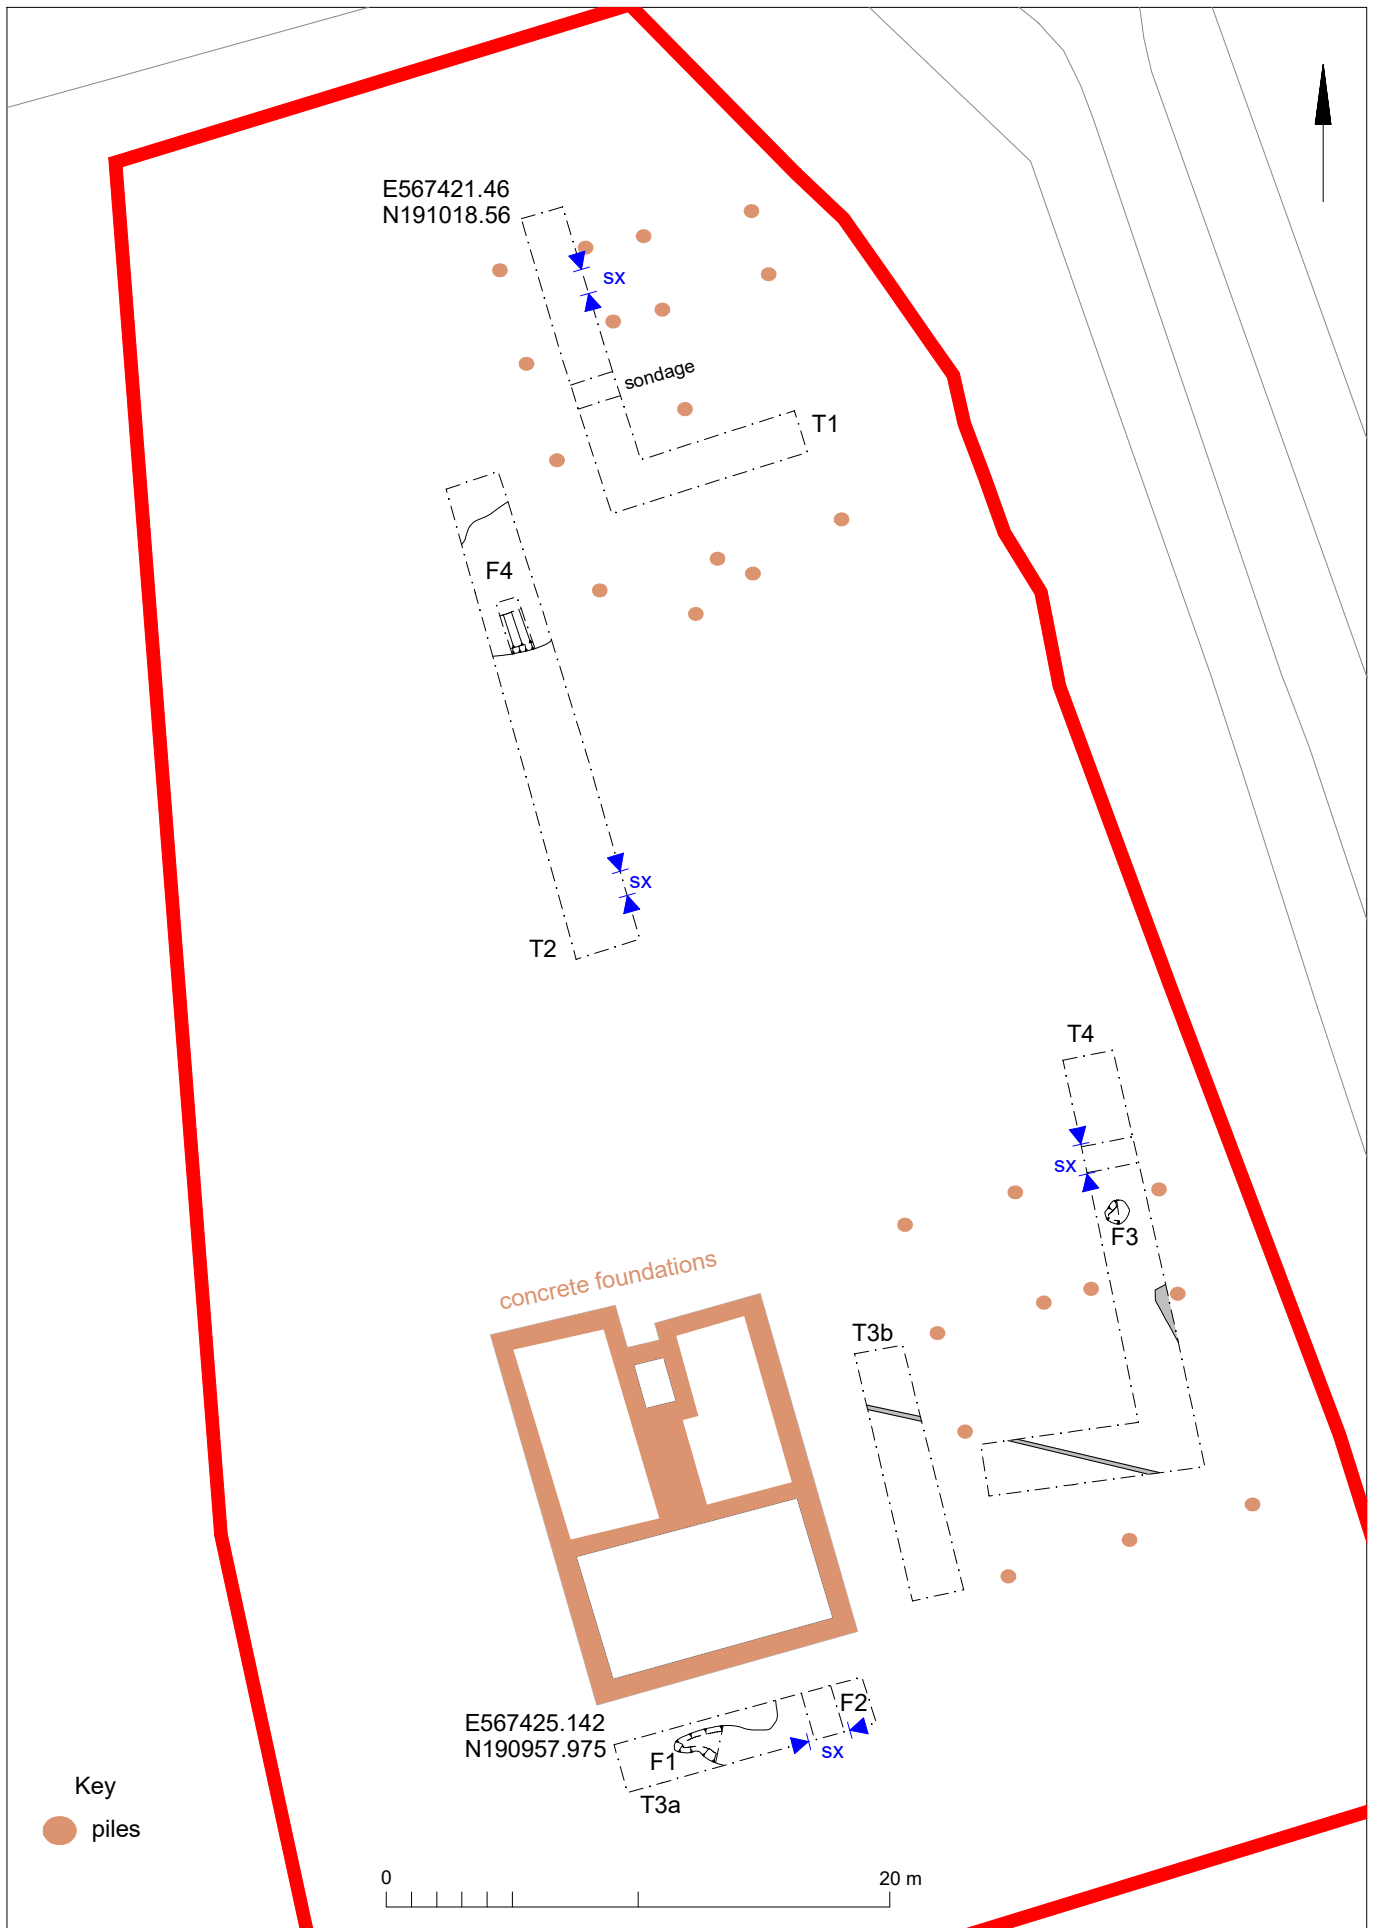 E567421.46
N191018.56
sx
sondage
T1
F4
sx
T2
T4
sx
F3
concrete foundations
T3b
E567425.142
N190957.975
F2
sx
F1
T3a
Key
piles
0
20 m